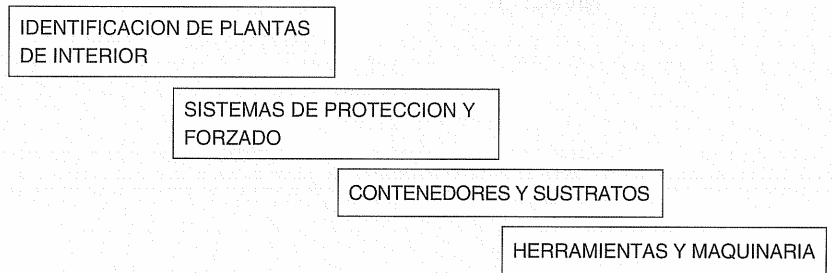 IDENTIFICACION DE PLANTAS
DE INTERIOR
SISTEMAS DE PROTECCION Y
FORZADO
CONTENEDORES Y SUSTRATOS
HERRAMIENTAS Y MAQUINARIA